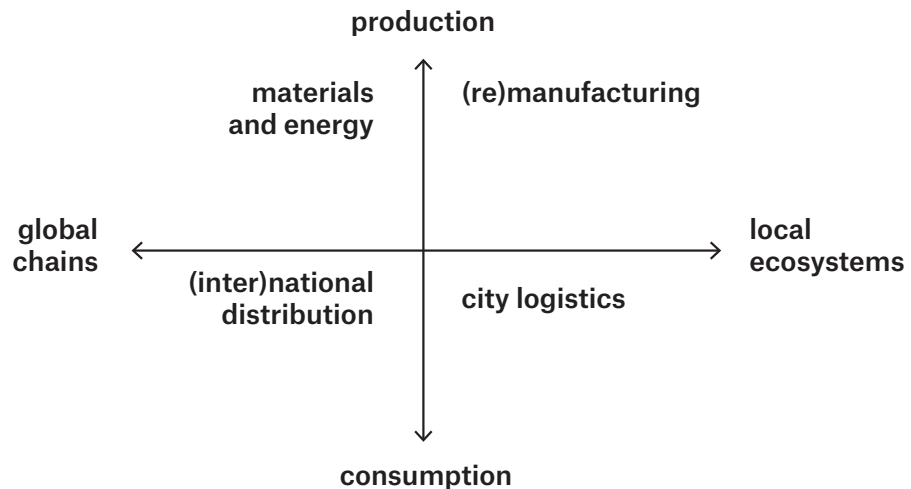 production
materials
and energy
(re)manufacturing
global
chains
local
ecosystems
(inter)national
distribution
city logistics
consumption